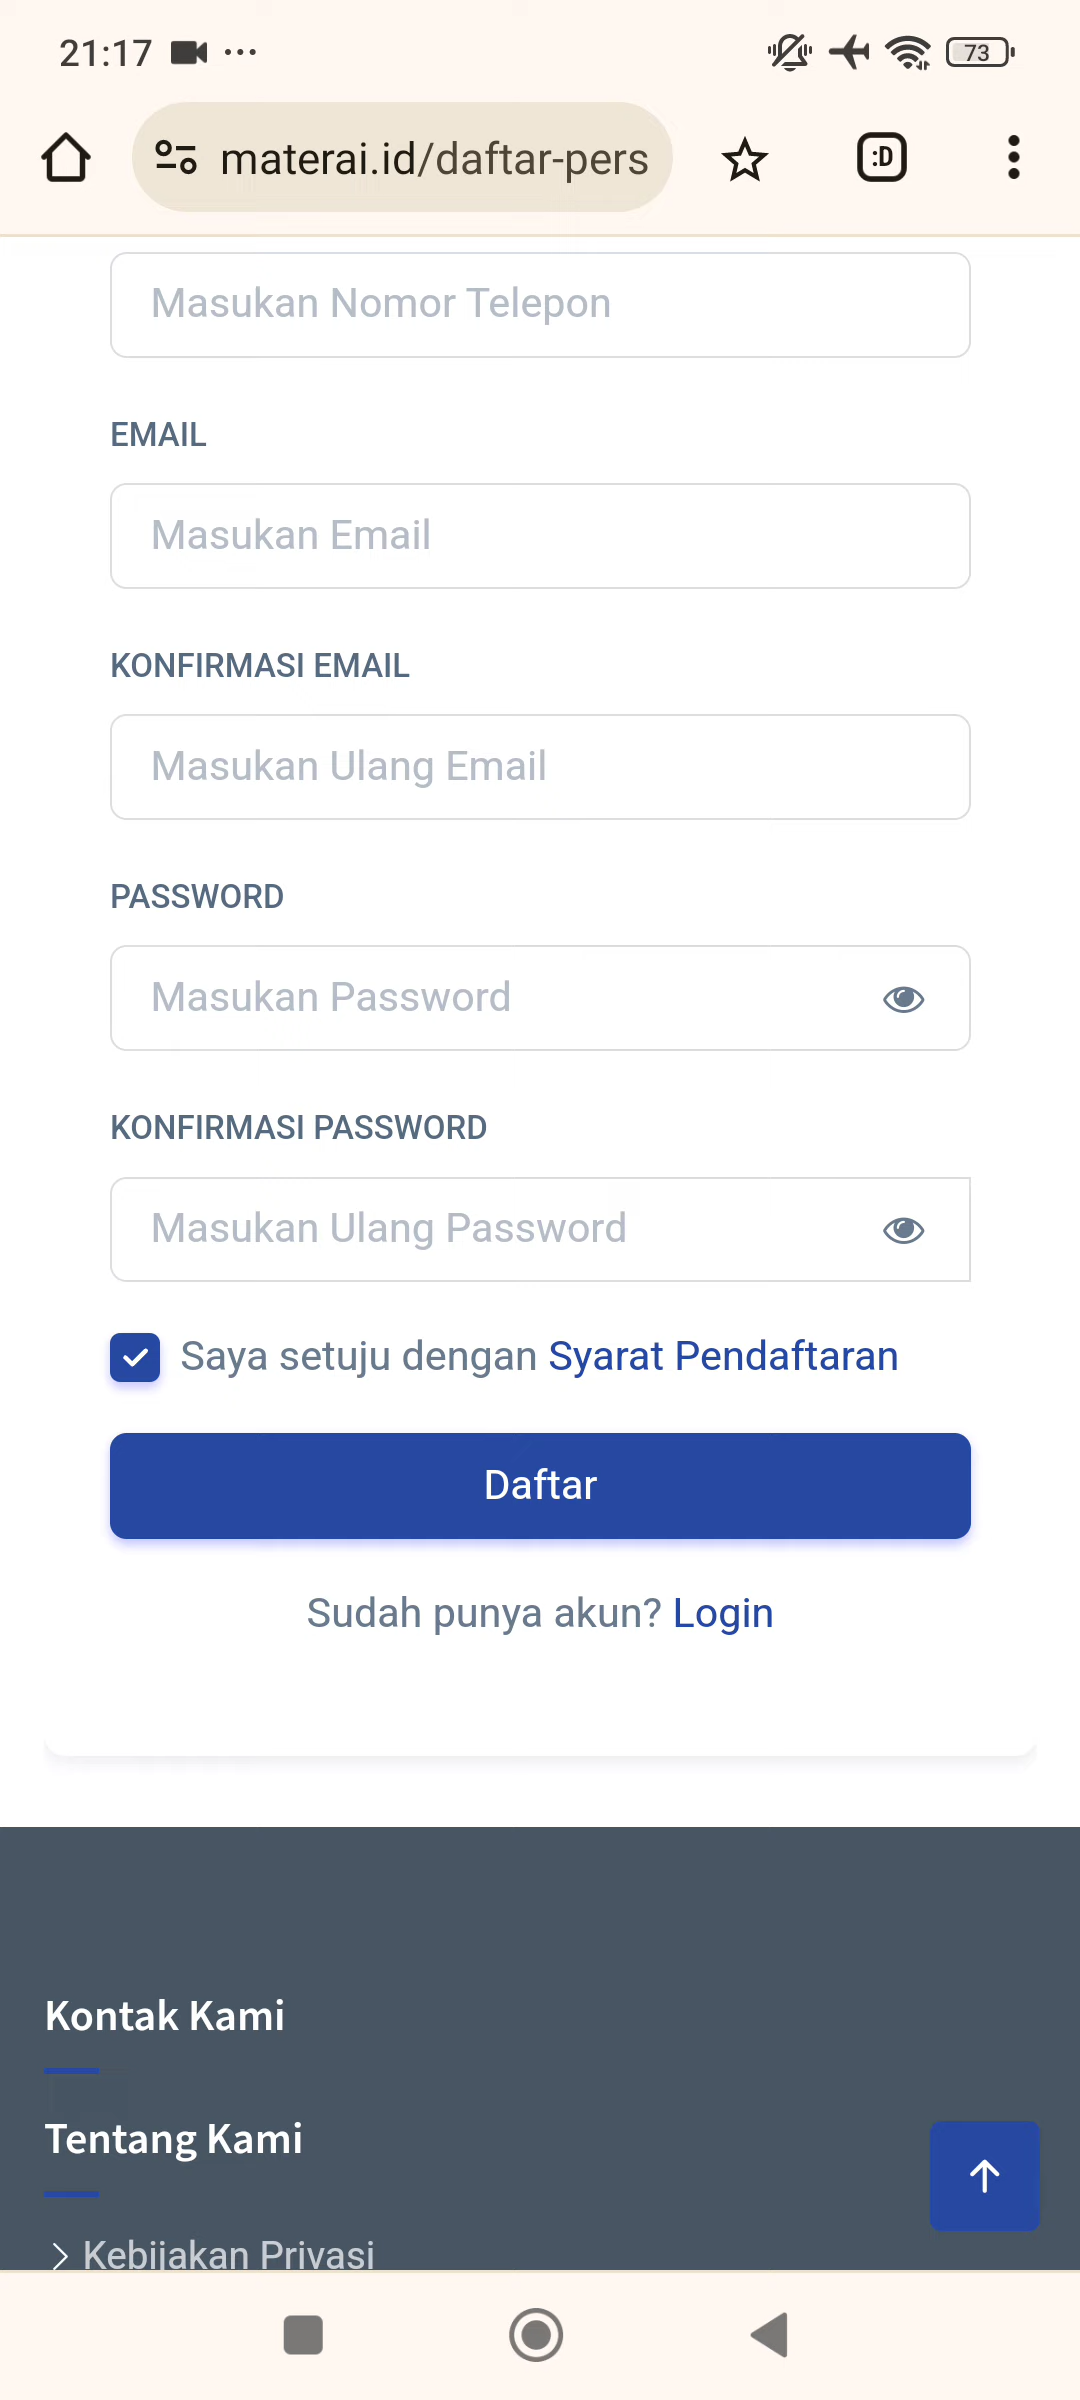 21:17
73
materai.id/daftar-pers
:D
Masukan Nomor Telepon
EMAIL
Masukan Email
KONFIRMASI EMAIL
Masukan Ulang Email
PASSWORD
Masukan Password
KONFIRMASI PASSWORD
Masukan Ulang Password
Saya setuju dengan Syarat Pendaftaran
Daftar
Sudah punya akun? Login
Kontak Kami
Tentang Kami
Kebijakan Privasi